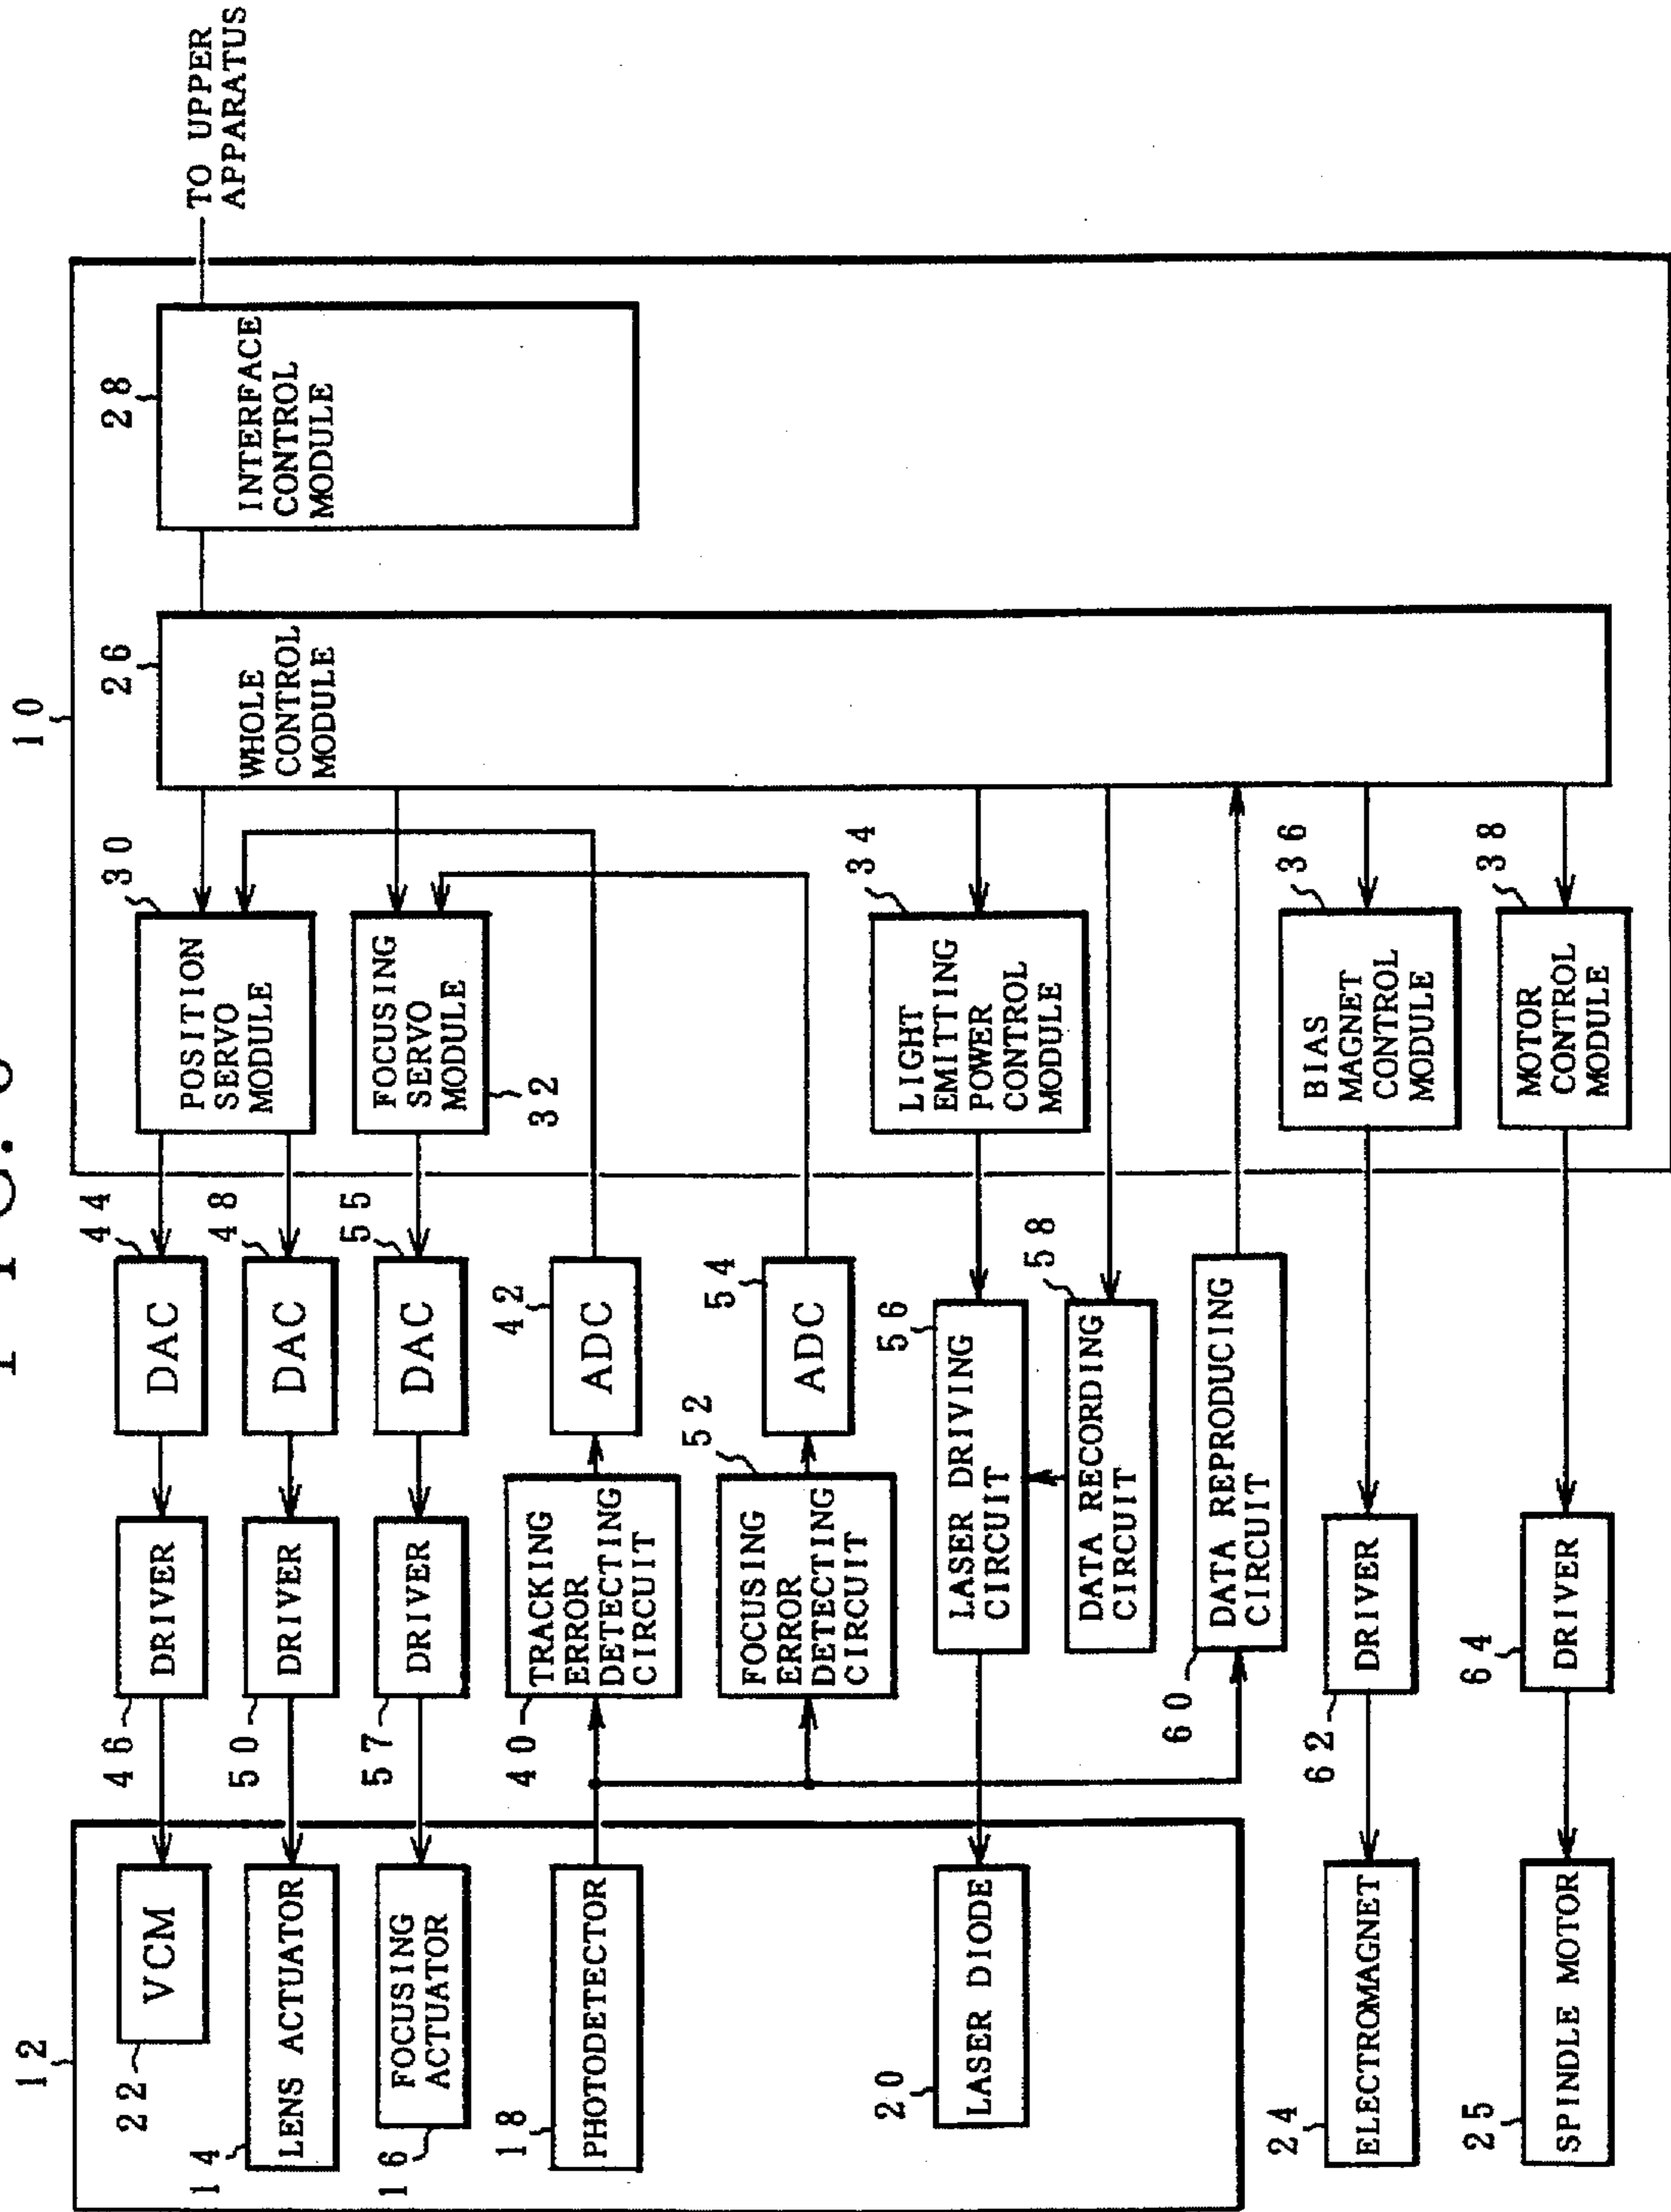 FIG.
12
10
22
VCM
46
DRIVER
44
DAC
30
POSITION
SERVO
MODULE
26
WHOLE
CONTROL
MODULE
28
INTERFACE
CONTROL
MODULE
TO UPPER
APPARATUS
14
LENS ACTUATOR
50
DRIVER
48
DAC
16
FOCUSING
ACTUATOR
57
DRIVER
55
DAC
FOCUSING
SERVO
MODULE
32
18
PHOTODETECTOR
40
TRACKING
ERROR
DETECTING
CIRCUIT
42
ADC
52
FOCUSING
ERROR
DETECTING
CIRCUIT
54
ADC
20
LASER DIODE
56
LASER DRIVING
CIRCUIT
34
LIGHT
EMITTING
POWER
CONTROL
MODULE
58
DATA RECORDING
CIRCUIT
60
DATA REPRODUCING
CIRCUIT
24
ELECTROMAGNET
62
DRIVER
36
BIAS
MAGNET
CONTROL
MODULE
25
SPINDLE MOTOR
64
DRIVER
38
MOTOR
CONTROL
MODULE